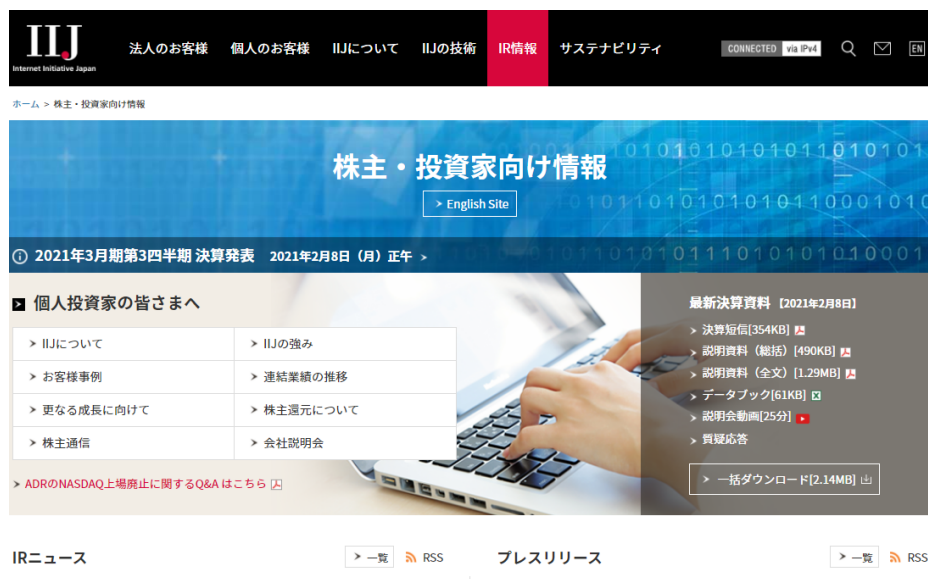 IIJ
Internet Initiative Japan
法人のお客様 個人のお客様 IIJについて IIJの技術 IR情報 サステナビリティ CONNECTED via IPv4 EN
ホーム > 株主・投資家向け情報
株主・投資家向け情報
> English Site
2021年3月期第3四半期 決算発表 2021年2月8日（月）正午 >
個人投資家の皆さまへ
> IIJについて > IIJの強み
> お客様事例 > 連結業績の推移
> 更なる成長に向けて > 株主還元について
> 株主通信 > 会社説明会
> ADRのNASDAQ上場廃止に関するQ&Aはこちら
最新決算資料 【2021年2月8日】
> 決算短信[354KB]
> 説明資料（総括）[490KB]
> 説明資料（全文）[1.29MB]
> データブック[61KB]
> 説明会動画[25分]
> 質疑応答
> 一括ダウンロード[2.14MB]
IRニュース > 一覧 RSS
プレスリリース > 一覧 RSS